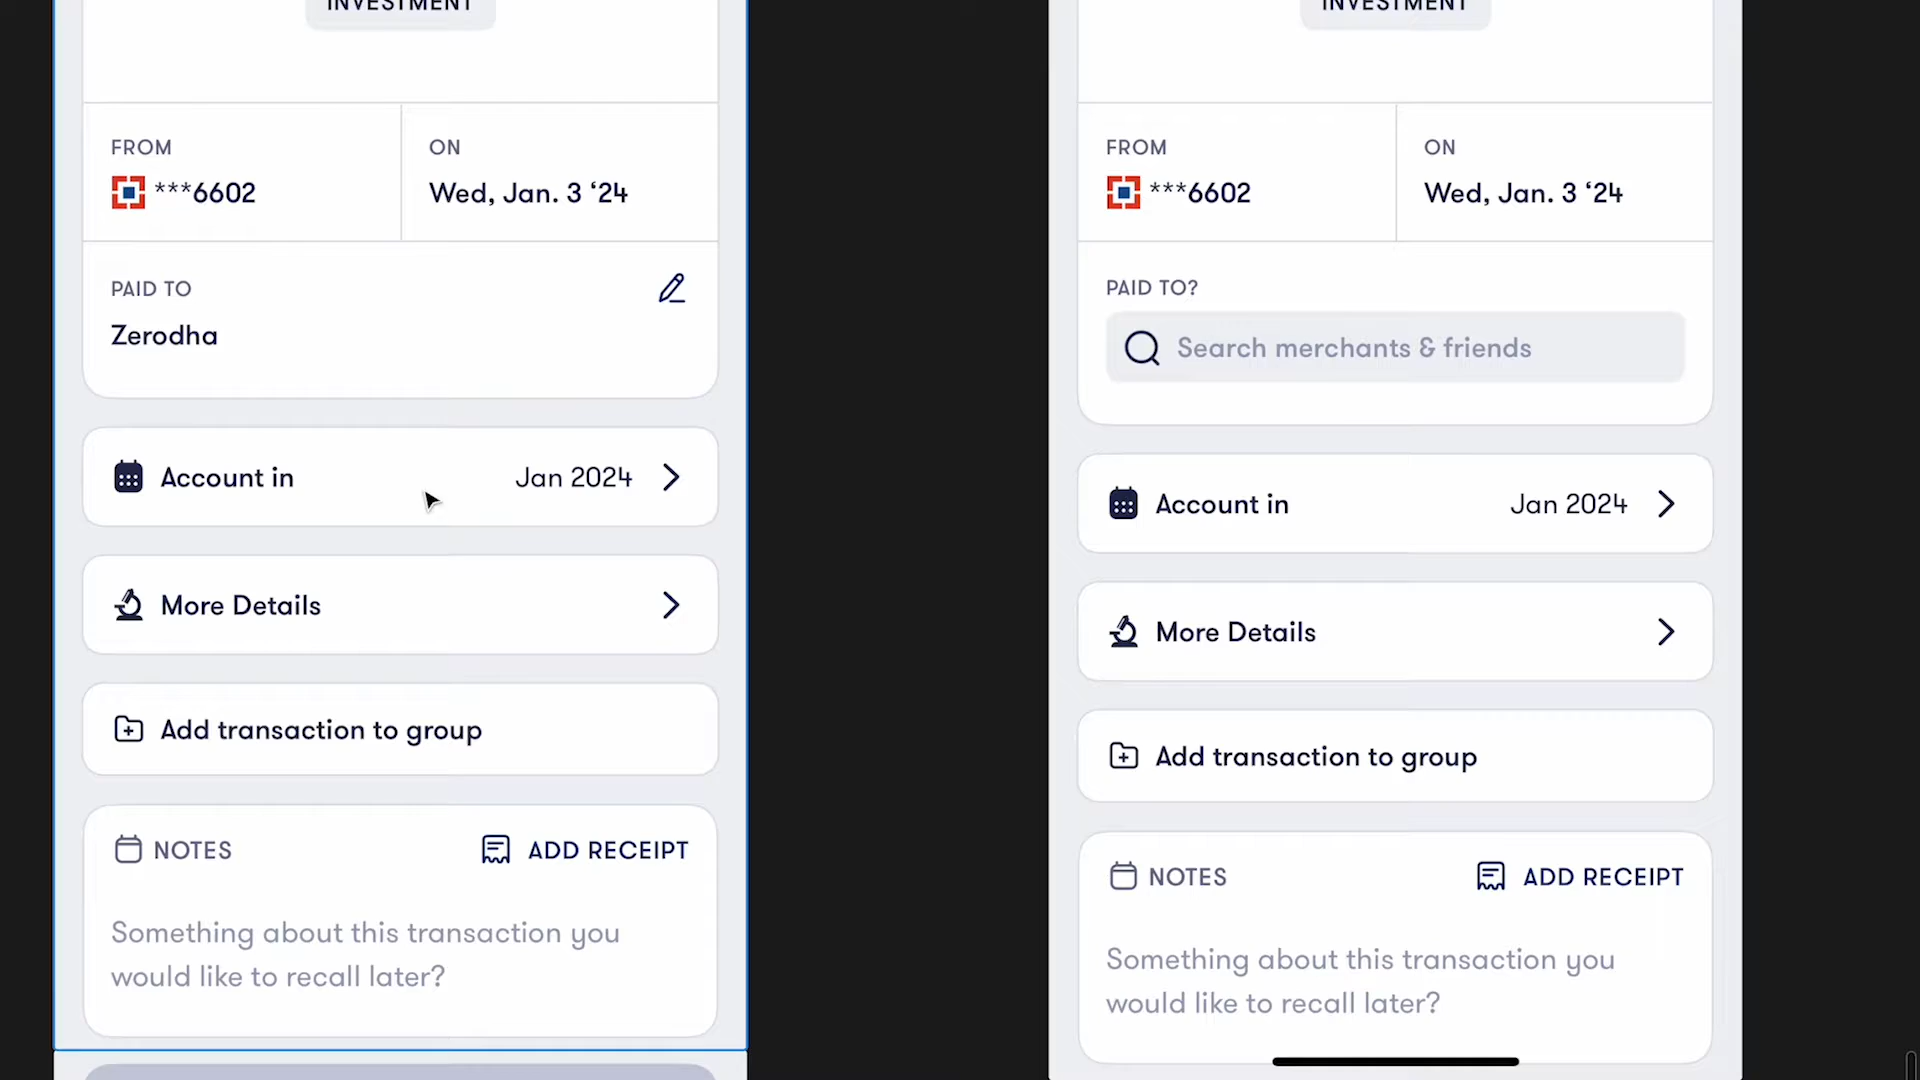 INVESTMENT
FROM
***6602
ON
Wed, Jan. 3 ‘24
PAID TO
Zerodha
Account in
Jan 2024
More Details
Add transaction to group
NOTES
ADD RECEIPT
Something about this transaction you
would like to recall later?
INVESTMENT
FROM
***6602
ON
Wed, Jan. 3 ‘24
PAID TO?
Search merchants & friends
Account in
Jan 2024
More Details
Add transaction to group
NOTES
ADD RECEIPT
Something about this transaction you
would like to recall later?